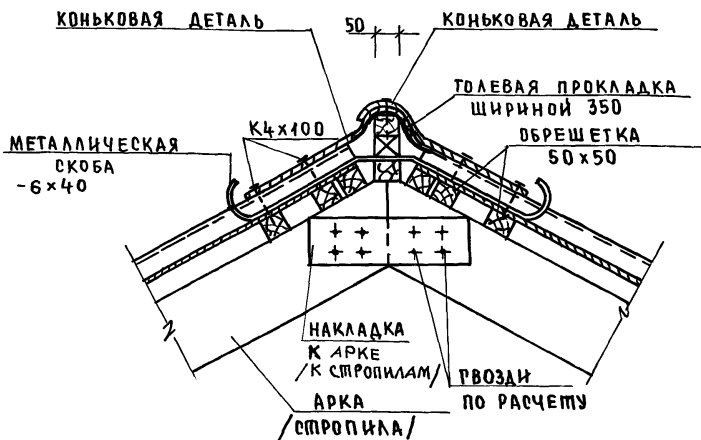 КОНЬКОВАЯ ДЕТАЛЬ
50
КОНЬКОВАЯ ДЕТАЛЬ
ТОЛЕВАЯ ПРОКЛАДКА
ШИРИНОЙ 350
К4×100
ОБРЕШЕТКА
50×50
МЕТАЛЛИЧЕСКАЯ
СКОБА
-6×40
НАКЛАДКА
К АРКЕ
/К СТРОПИЛАМ/
ГВОЗДИ
ПО РАСЧЕТУ
АРКА
/СТРОПИЛА/